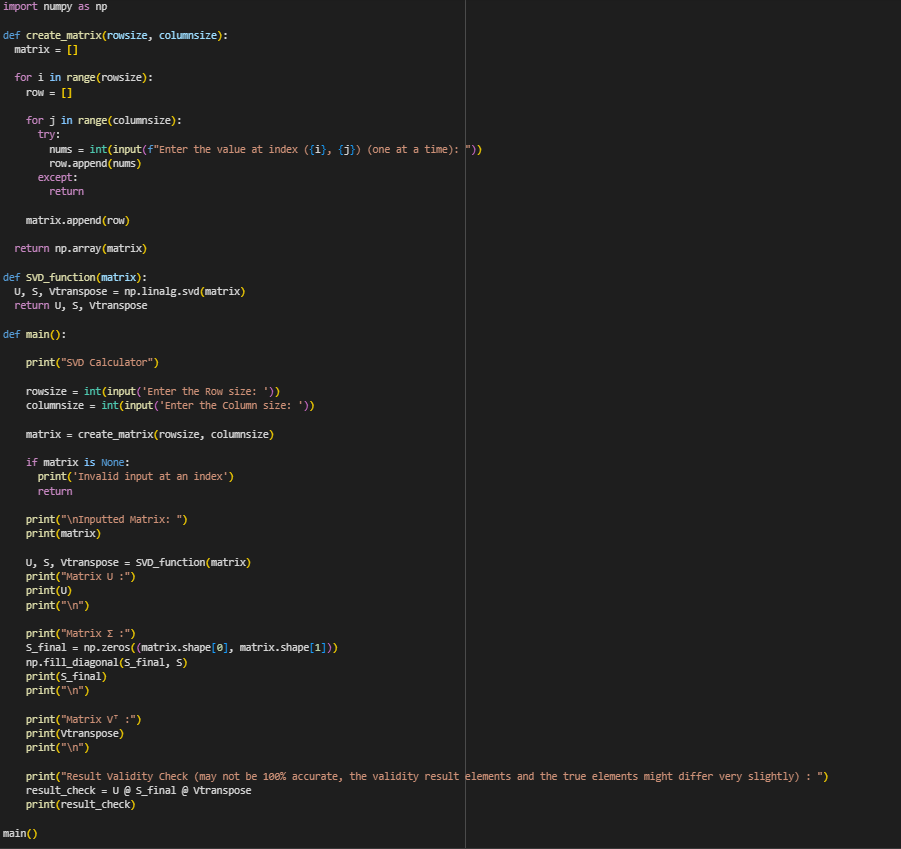 import numpy as np
def create_matrix(rowsize, columnsize):
  matrix = []
  for i in range(rowsize):
    row = []
    for j in range(columnsize):
      try:
        nums = int(input(f"Enter the value at index ({i}, {j}) (one at a time): "))
        row.append(nums)
      except:
        return
    matrix.append(row)
  return np.array(matrix)
def SVD_function(matrix):
  U, S, Vtranspose = np.linalg.svd(matrix)
  return U, S, Vtranspose
def main():
    print("SVD Calculator")
    rowsize = int(input('Enter the Row size: '))
    columnsize = int(input('Enter the Column size: '))
    matrix = create_matrix(rowsize, columnsize)
    if matrix is None:
      print('Invalid input at an index')
      return
    print("\nInputted Matrix: ")
    print(matrix)
    U, S, Vtranspose = SVD_function(matrix)
    print("Matrix U :")
    print(U)
    print("\n")
    print("Matrix Σ :")
    S_final = np.zeros((matrix.shape[0], matrix.shape[1]))
    np.fill_diagonal(S_final, S)
    print(S_final)
    print("\n")
    print("Matrix Vᵀ :")
    print(Vtranspose)
    print("\n")
    print("Result Validity Check (may not be 100% accurate, the validity result elements and the true elements might differ very slightly) : ")
    result_check = U @ S_final @ Vtranspose
    print(result_check)
main()